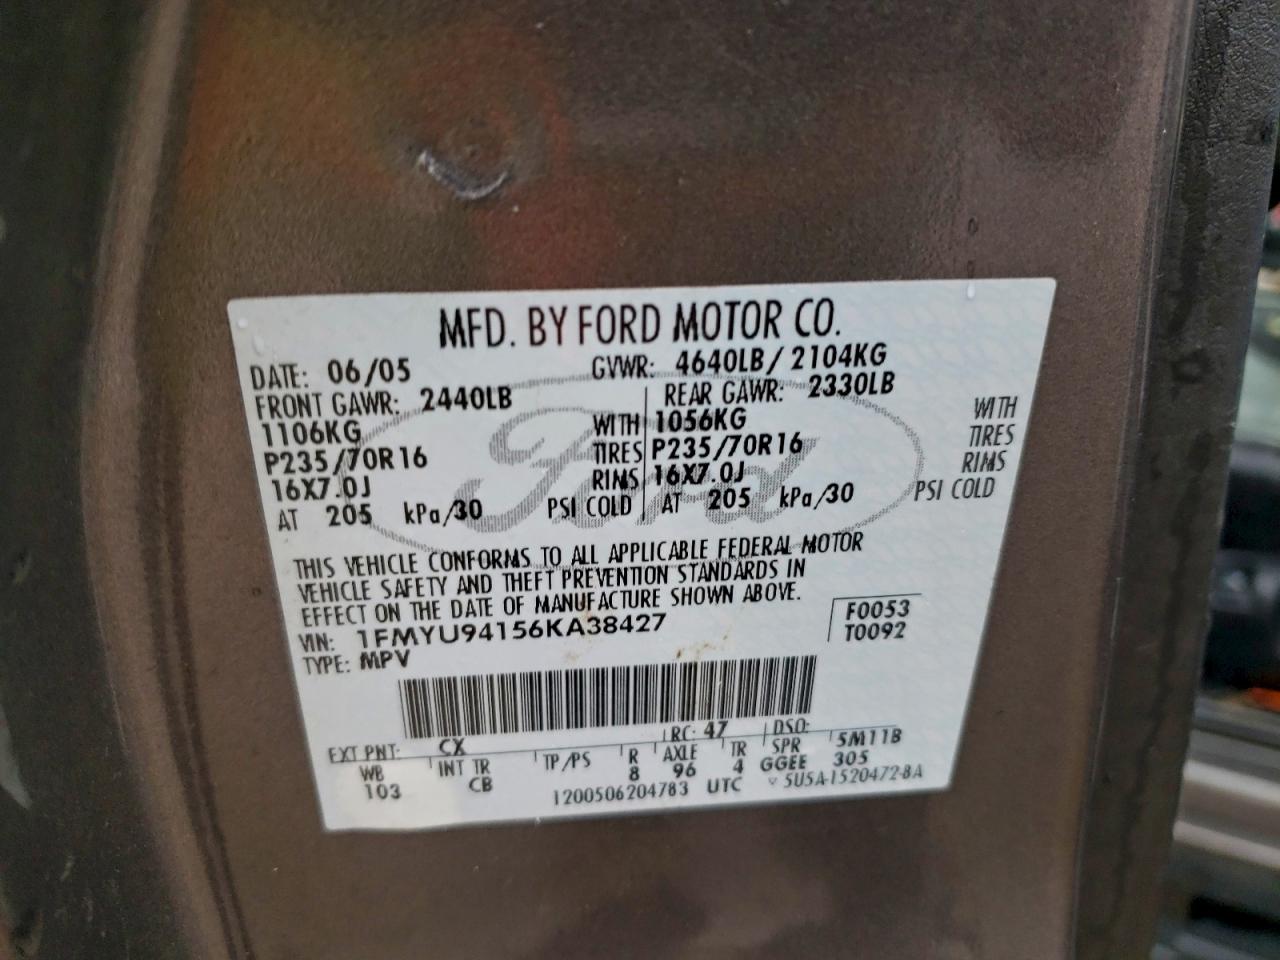 MFD. BY FORD MOTOR CO.
DATE: 06/05 GVWR: 4640LB/ 2104KG
FRONT GAWR: 2440LB REAR GAWR: 2330LB
1106KG WITH 1056KG WITH
P235/70R16 TIRES P235/70R16 TIRES
16X7.0J RIMS 16X7.0J RIMS
AT 205 kPa/30 PSI COLD AT 205 kPa/30 PSI COLD
Ford
THIS VEHICLE CONFORMS TO ALL APPLICABLE FEDERAL MOTOR
VEHICLE SAFETY AND THEFT PREVENTION STANDARDS IN
EFFECT ON THE DATE OF MANUFACTURE SHOWN ABOVE.
VIN: 1FMYU94156KA38427 F0053
TYPE: MPV T0092
EXT PNT: CX RC: 47 DSO:
WB INT TR TP/PS R AXLE TR SPR 5M11B
103 CB 8 96 4 GGEE 305
1200506204783 UTC 5U5A-1520472-BA